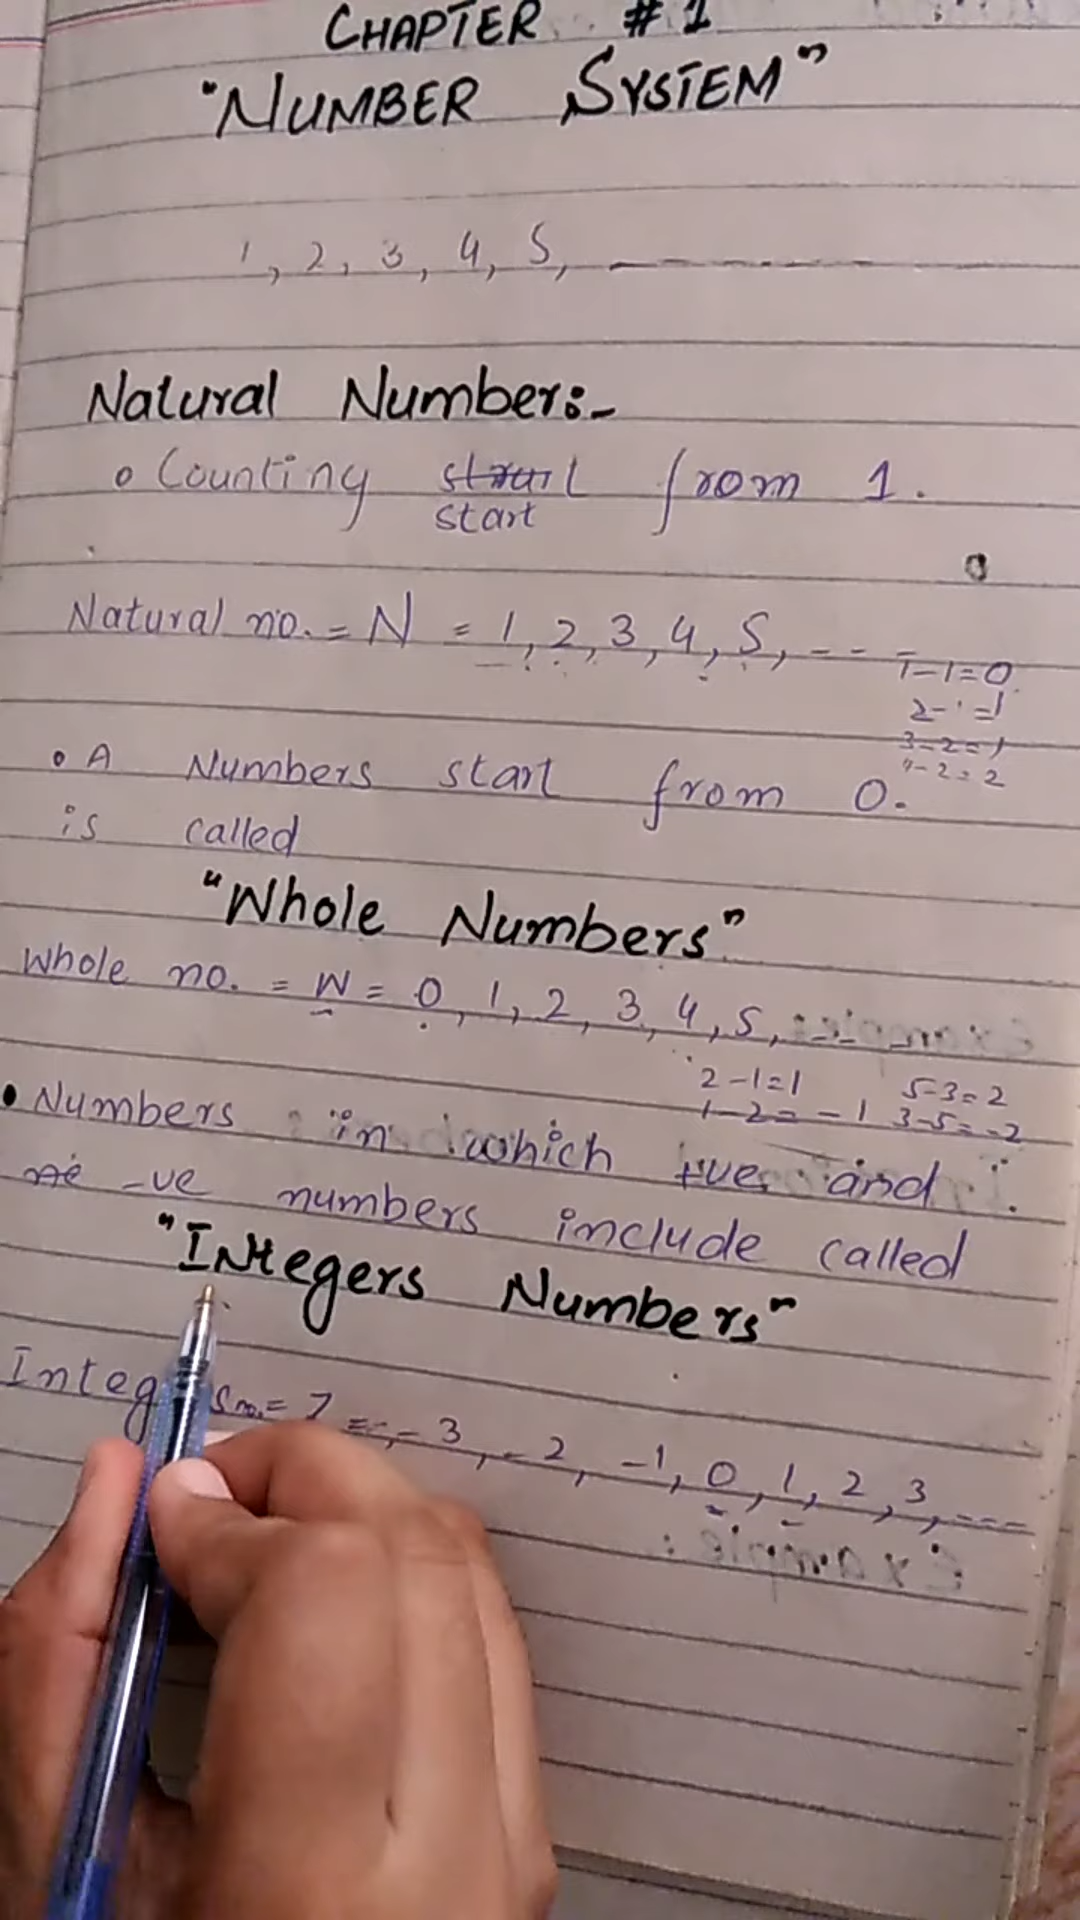 CHAPTER #1
"NUMBER SYSTEM"
1, 2, 3, 4, 5, _ _ _ _ _ _
Natural Number:-
o Counting start from 1.
start
Natural no. = N = 1, 2, 3, 4, 5, - - -
1-1=0
2-1=1
3-2=1
4-2=2
• A Numbers start from 0.
is called
"Whole Numbers"
Whole no. = W = 0, 1, 2, 3, 4, 5, - - -
2-1=1 5-3=2
1-2=-1 3-5=-2
• Numbers in which +ve and
-ve numbers include called
"INtegers Numbers"
Integ s no. = Z = --, -3, -2, -1, 0, 1, 2, 3, ---